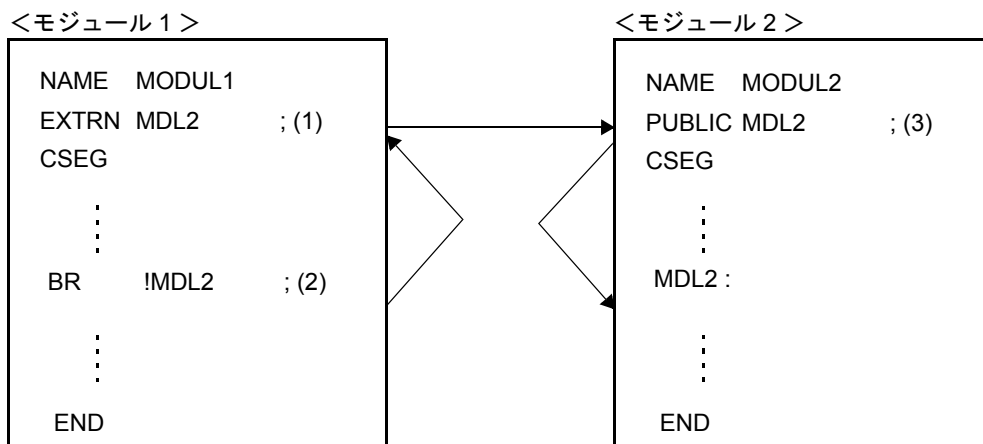 ＜モジュール 1 ＞
NAME MODUL1
EXTRN MDL2 ; (1)
CSEG
BR !MDL2 ; (2)
END
＜モジュール 2 ＞
NAME MODUL2
PUBLIC MDL2 ; (3)
CSEG
MDL2 :
END